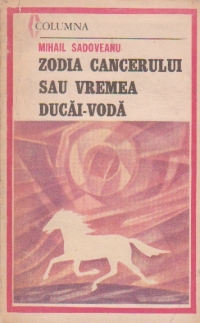 COLUMNA
MIHAIL SADOVEANU
ZODIA CANCERULUI
SAU VREMEA
DUCĂI-VODĂ